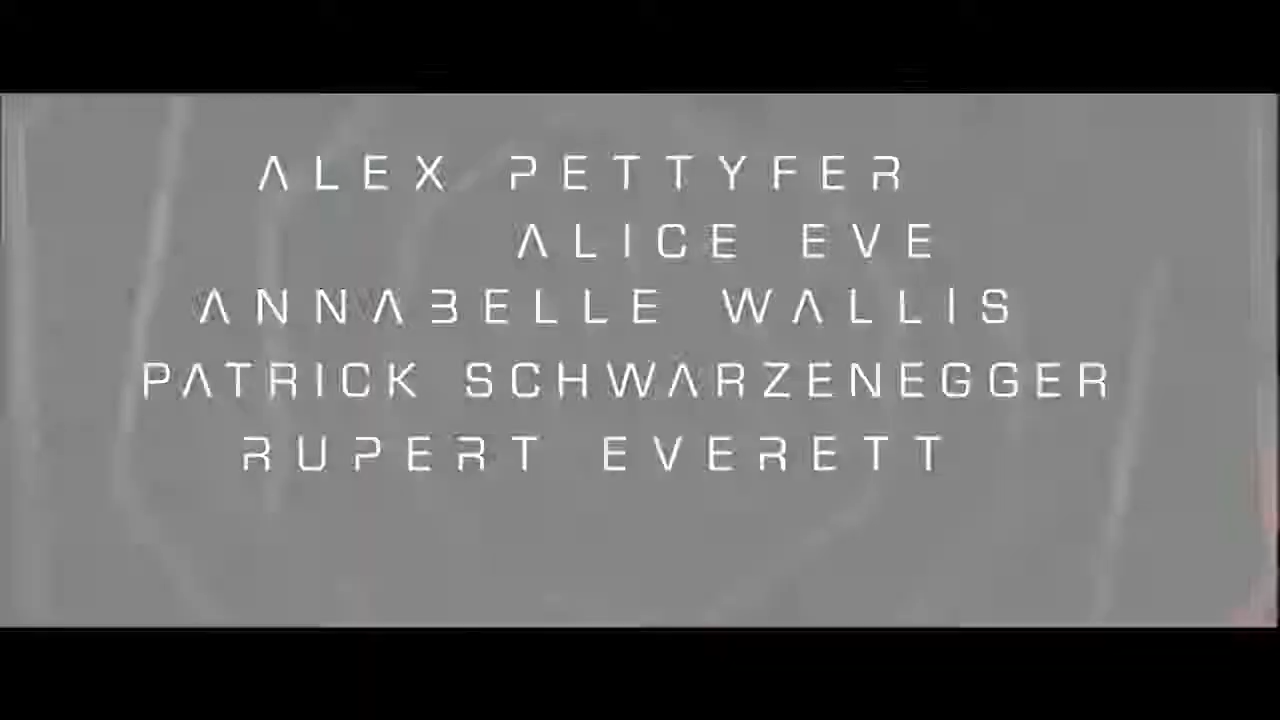 ALEX PETTYFER
ALICE EVE
ANNABELLE WALLIS
PATRICK SCHWARZENEGGER
RUPERT EVERETT